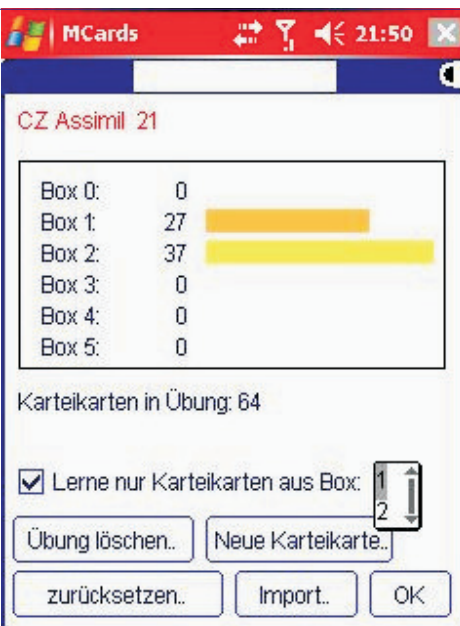 MCards 21:50
CZ Assimil 21
Box 0: 0
Box 1: 27
Box 2: 37
Box 3: 0
Box 4: 0
Box 5: 0
Karteikarten in Übung: 64
Lerne nur Karteikarten aus Box: 1
2
Übung löschen.. Neue Karteikarte..
zurücksetzen.. Import.. OK